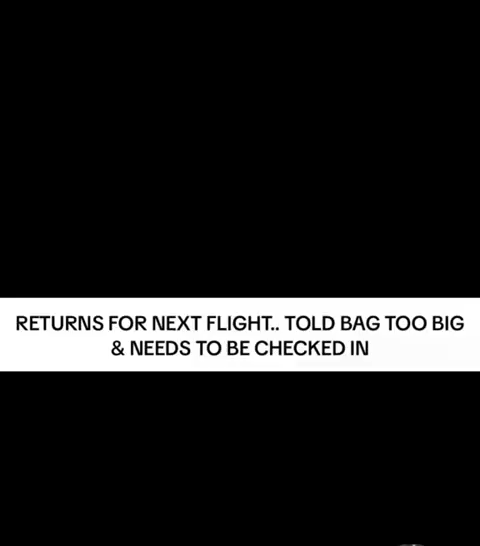 RETURNS FOR NEXT FLIGHT.. TOLD BAG TOO BIG
& NEEDS TO BE CHECKED IN